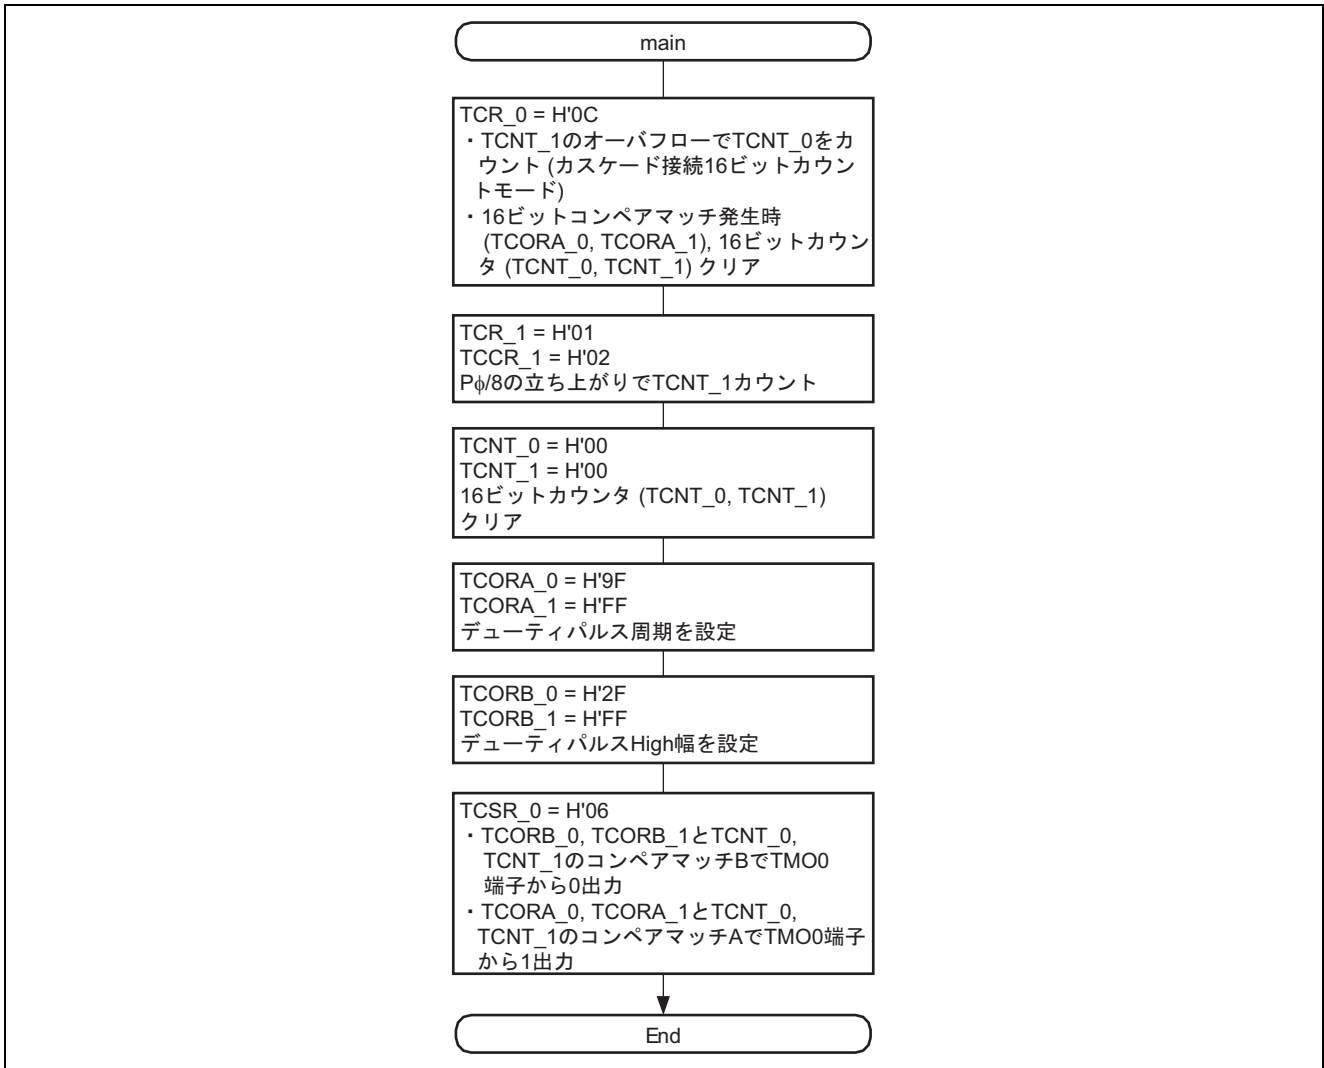 main
TCR_0 = H'0C
・TCNT_1のオーバフローでTCNT_0をカ
ウント (カスケード接続16ビットカウン
トモード)
・16ビットコンペアマッチ発生時
(TCORA_0, TCORA_1), 16ビットカウン
タ (TCNT_0, TCNT_1) クリア
TCR_1 = H'01
TCCR_1 = H'02
Pϕ/8の立ち上がりでTCNT_1カウント
TCNT_0 = H'00
TCNT_1 = H'00
16ビットカウンタ (TCNT_0, TCNT_1)
クリア
TCORA_0 = H'9F
TCORA_1 = H'FF
デューティパルス周期を設定
TCORB_0 = H'2F
TCORB_1 = H'FF
デューティパルスHigh幅を設定
TCSR_0 = H'06
・TCORB_0, TCORB_1とTCNT_0,
TCNT_1のコンペアマッチBでTMO0
端子から0出力
・TCORA_0, TCORA_1とTCNT_0,
TCNT_1のコンペアマッチAでTMO0端子
から1出力
End